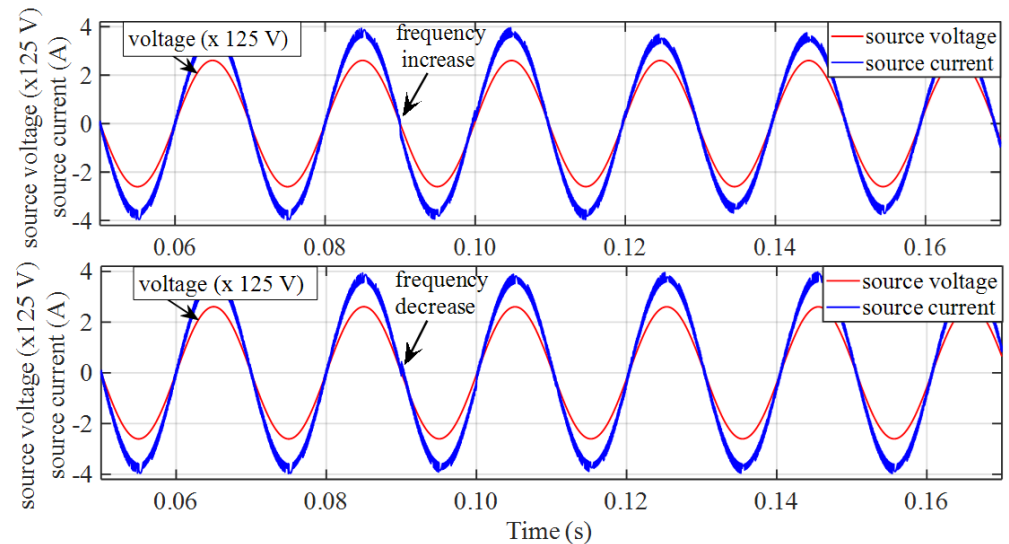 source voltage (x125 V)
source current (A)
4
2
0
-2
-4
voltage (x 125 V)
frequency
increase
source voltage
source current
0.06
0.08
0.10
0.12
0.14
0.16
source voltage (x125 V)
source current (A)
4
2
0
-2
-4
voltage (x 125 V)
frequency
decrease
source voltage
source current
0.06
0.08
0.10
0.12
0.14
0.16
Time (s)